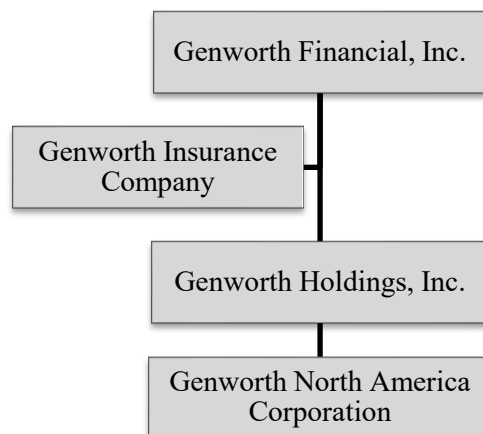 Genworth Financial, Inc.
Genworth Insurance
Company
Genworth Holdings, Inc.
Genworth North America
Corporation